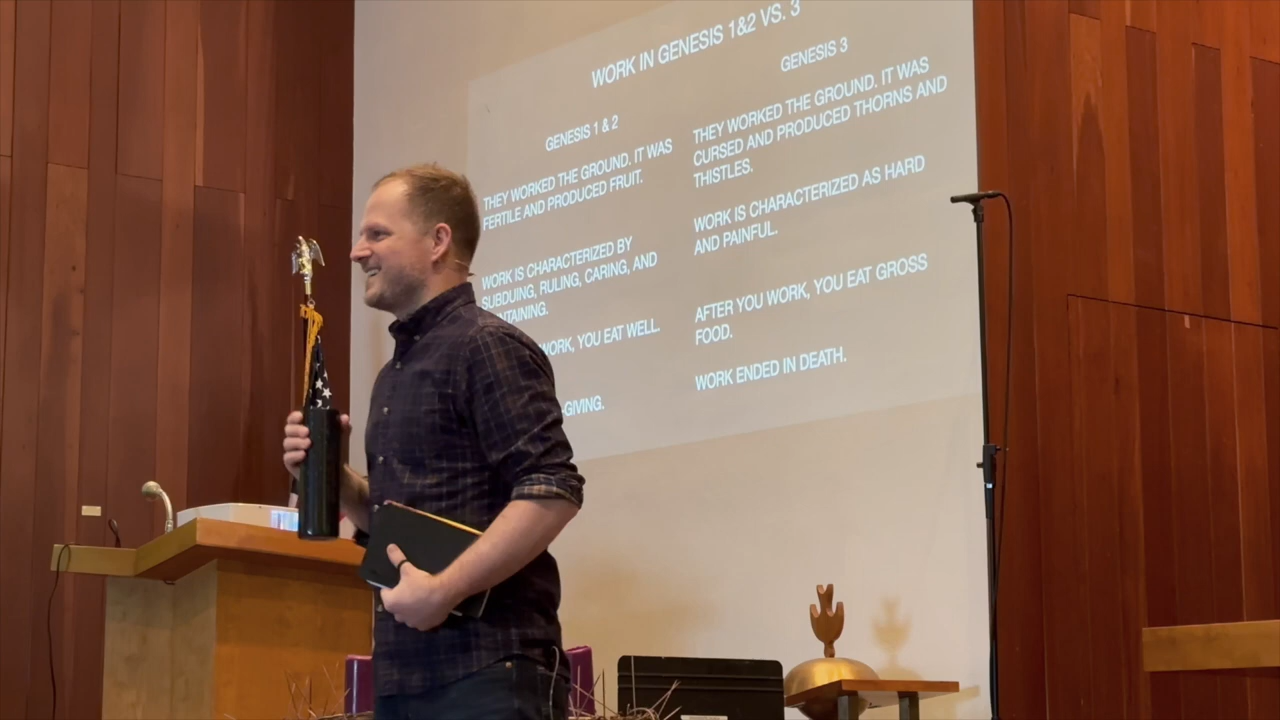 WORK IN GENESIS 1&2 VS. 3
GENESIS 1 & 2
THEY WORKED THE GROUND. IT WAS
FERTILE AND PRODUCED FRUIT.
WORK IS CHARACTERIZED BY
SUBDUING, RULING, CARING, AND
NTAINING.
WORK, YOU EAT WELL.
-GIVING.
GENESIS 3
THEY WORKED THE GROUND. IT WAS
CURSED AND PRODUCED THORNS AND
THISTLES.
WORK IS CHARACTERIZED AS HARD
AND PAINFUL.
AFTER YOU WORK, YOU EAT GROSS
FOOD.
WORK ENDED IN DEATH.